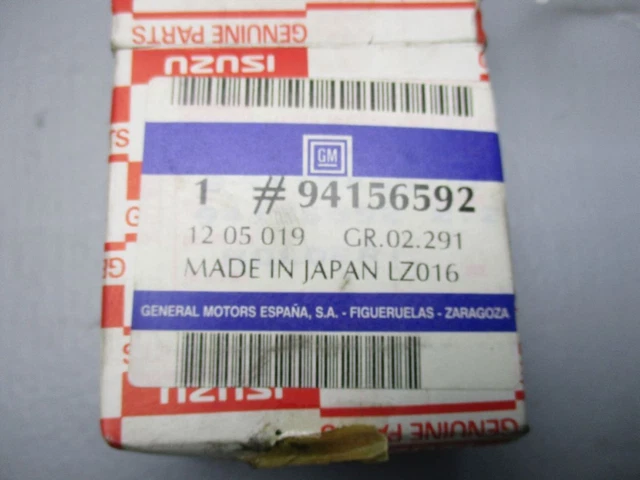 GENUINE PARTS
ISUZU
GM
1 # 94156592
12 05 019 GR.02.291
MADE IN JAPAN LZ016
GENERAL MOTORS ESPAÑA, S.A. - FIGUERUELAS - ZARAGOZA
ISUZU
GENUINE PARTS